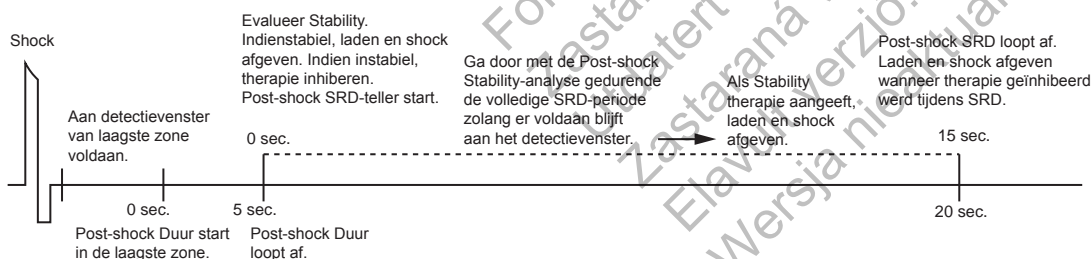 Shock
Evalueer Stability.
Indienstabiel, laden en shock
afgeven. Indien instabiel,
therapie inhiberen.
Post-shock SRD-teller start.
Ga door met de Post-shock
Stability-analyse gedurende
de volledige SRD-periode
zolang er voldaan blijft
aan het detectievenster.
Als Stability
therapie aangeeft,
laden en shock
afgeven.
Post-shock SRD loopt af.
Laden en shock afgeven
wanneer therapie geïnhibeerd
werd tijdens SRD.
Aan detectievenster
van laagste zone
voldaan.
0 sec.
15 sec.
0 sec.
5 sec.
20 sec.
Post-shock Duur start
in de laagste zone.
Post-shock Duur
loopt af.
Zastaraná
Elavult verzió.
Wersja